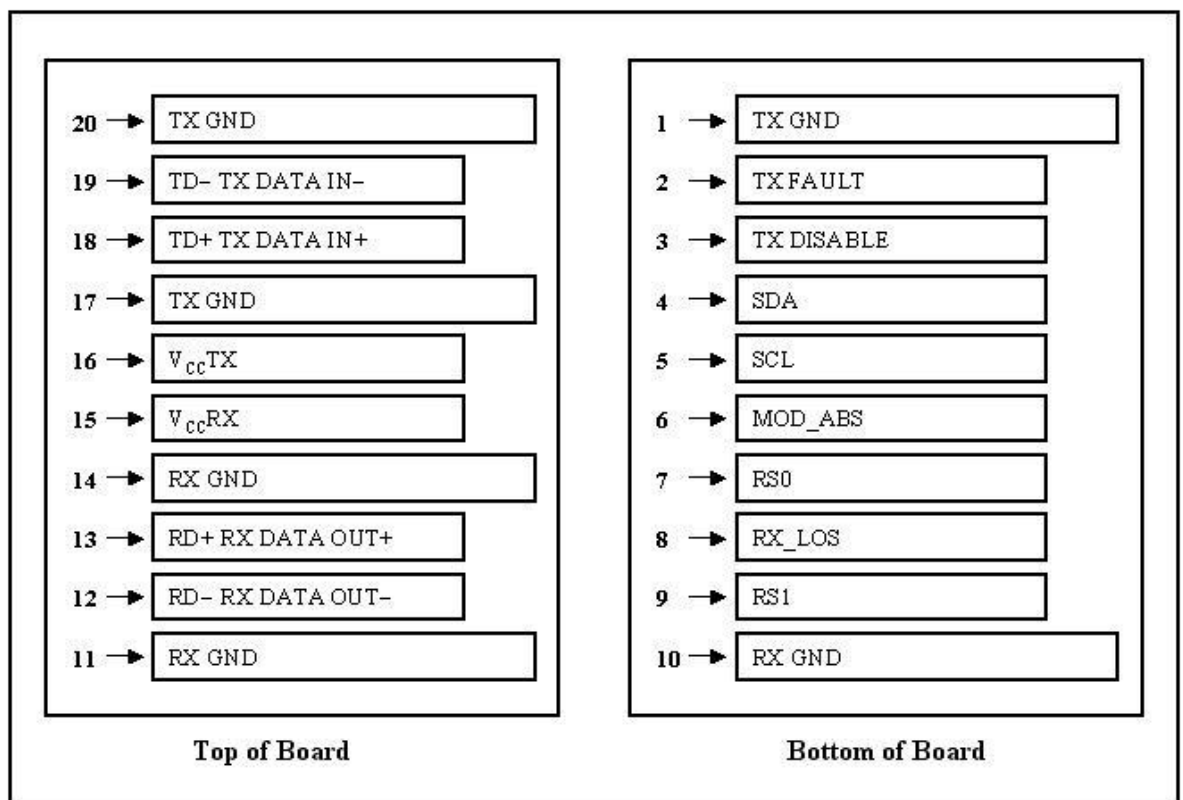 20 TX GND
19 TD– TX DATA IN–
18 TD+ TX DATA IN+
17 TX GND
16 VCCTX
15 VCCRX
14 RX GND
13 RD+ RX DATA OUT+
12 RD– RX DATA OUT–
11 RX GND
Top of Board
1 TX GND
2 TX FAULT
3 TX DISABLE
4 SDA
5 SCL
6 MOD_ABS
7 RS0
8 RX_LOS
9 RS1
10 RX GND
Bottom of Board